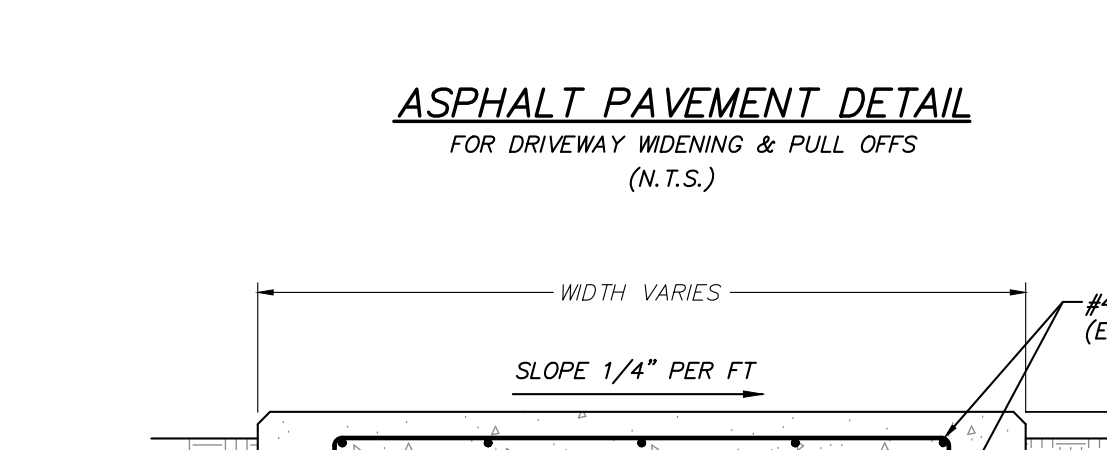 ASPHALT PAVEMENT DETAIL
FOR DRIVEWAY WIDENING & PULL OFFS
(N.T.S.)
WIDTH VARIES
SLOPE 1/4" PER FT